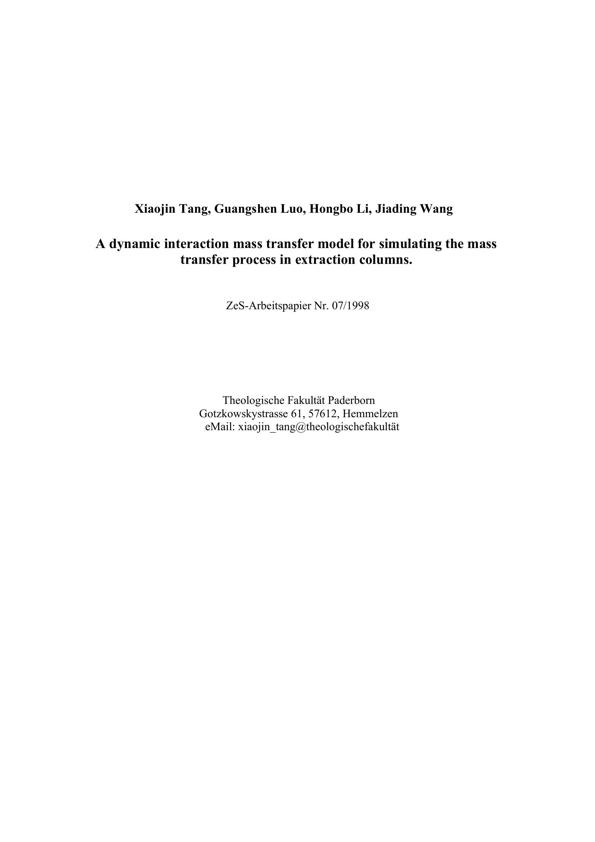 Xiaojin Tang, Guangshen Luo, Hongbo Li, Jiading Wang
A dynamic interaction mass transfer model for simulating the mass
transfer process in extraction columns.
ZeS-Arbeitspapier Nr. 07/1998
Theologische Fakultät Paderborn
Gotzkowskystrasse 61, 57612, Hemmelzen
eMail: xiaojin_tang@theologischefakultät